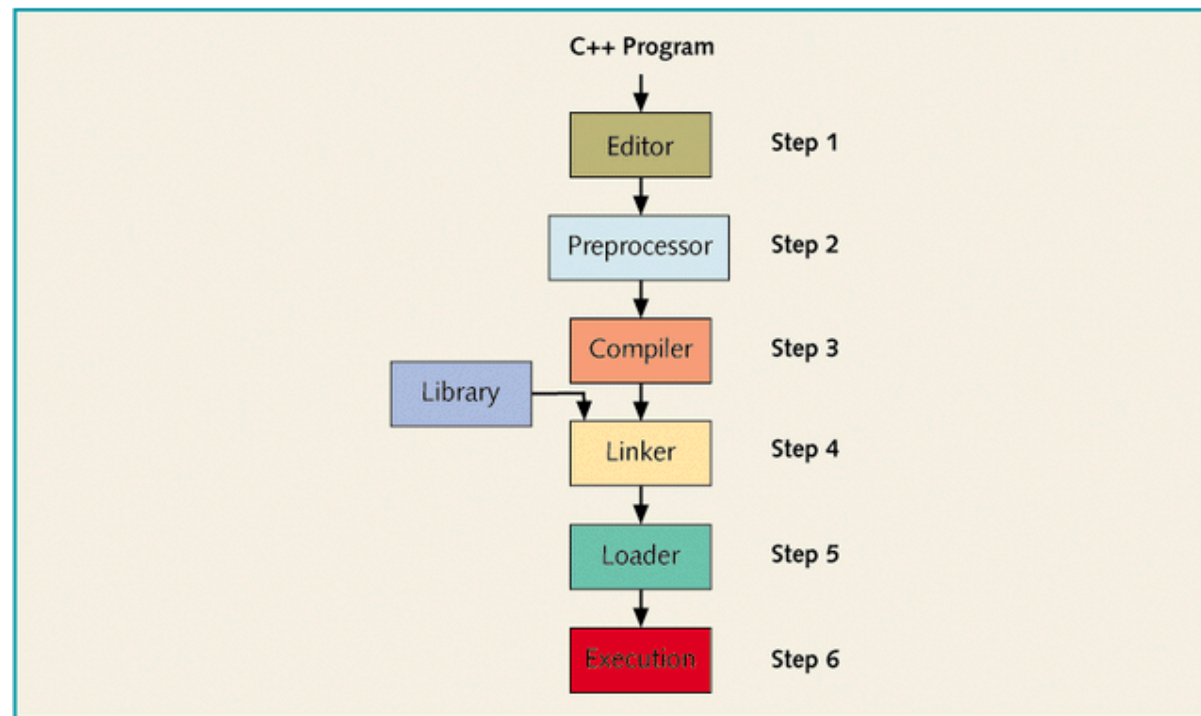 C++ Program
Editor
Step 1
Preprocessor
Step 2
Compiler
Step 3
Library
Linker
Step 4
Loader
Step 5
Execution
Step 6